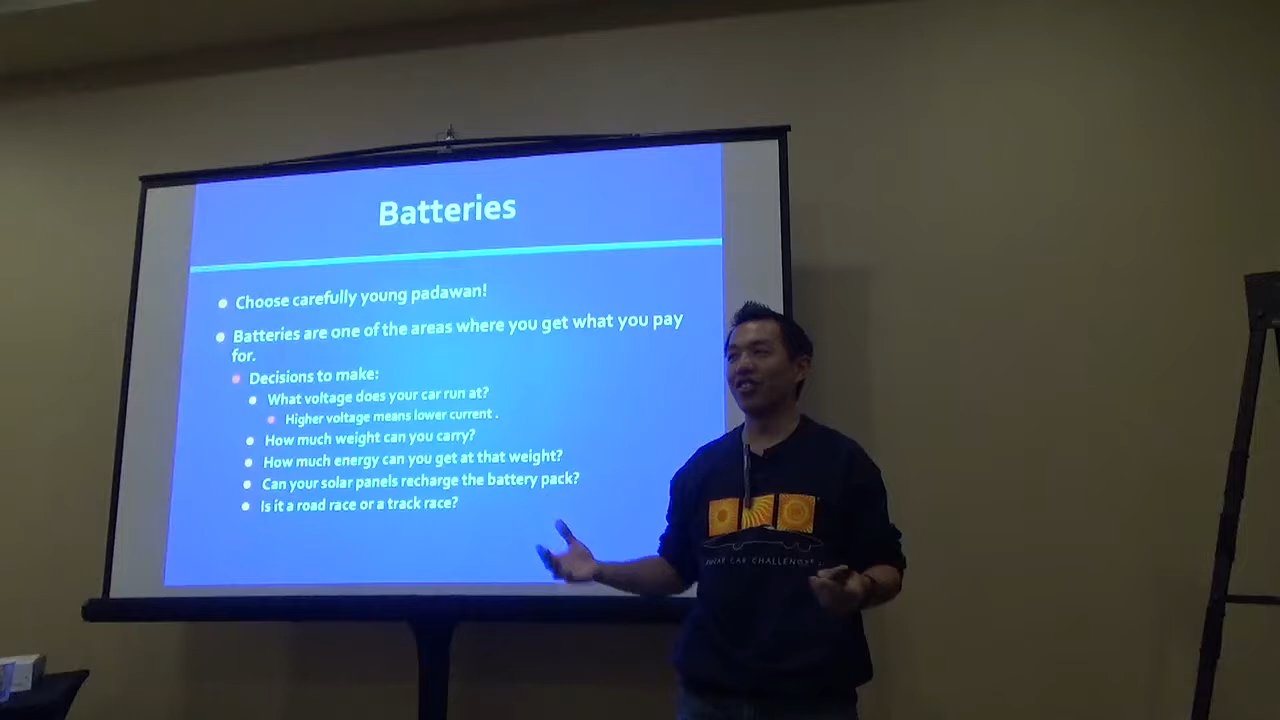 Batteries
Choose carefully young padawan!
Batteries are one of the areas where you get what you pay
for.
Decisions to make:
What voltage does your car run at?
Higher voltage means lower current .
How much weight can you carry?
How much energy can you get at that weight?
Can your solar panels recharge the battery pack?
Is it a road race or a track race?
CAR CHALLENGE